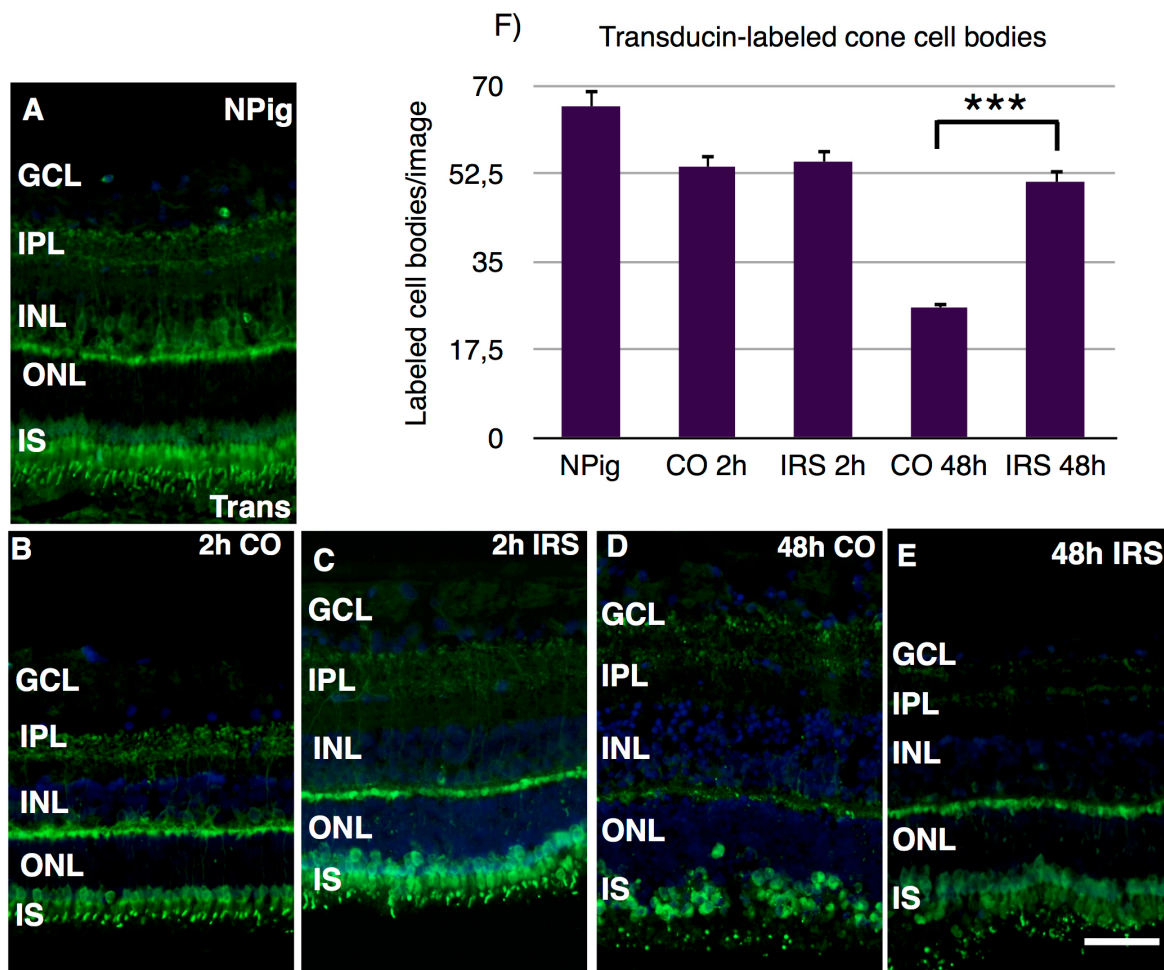 F)
Transducin-labeled cone cell bodies
Labeled cell bodies/image
70
52,5
35
17,5
0
***
NPig
CO 2h
IRS 2h
CO 48h
IRS 48h
A
NPig
GCL
IPL
INL
ONL
IS
Trans
B
2h CO
GCL
IPL
INL
ONL
IS
C
2h IRS
GCL
IPL
INL
ONL
IS
D
48h CO
GCL
IPL
INL
ONL
IS
E
48h IRS
GCL
IPL
INL
ONL
IS